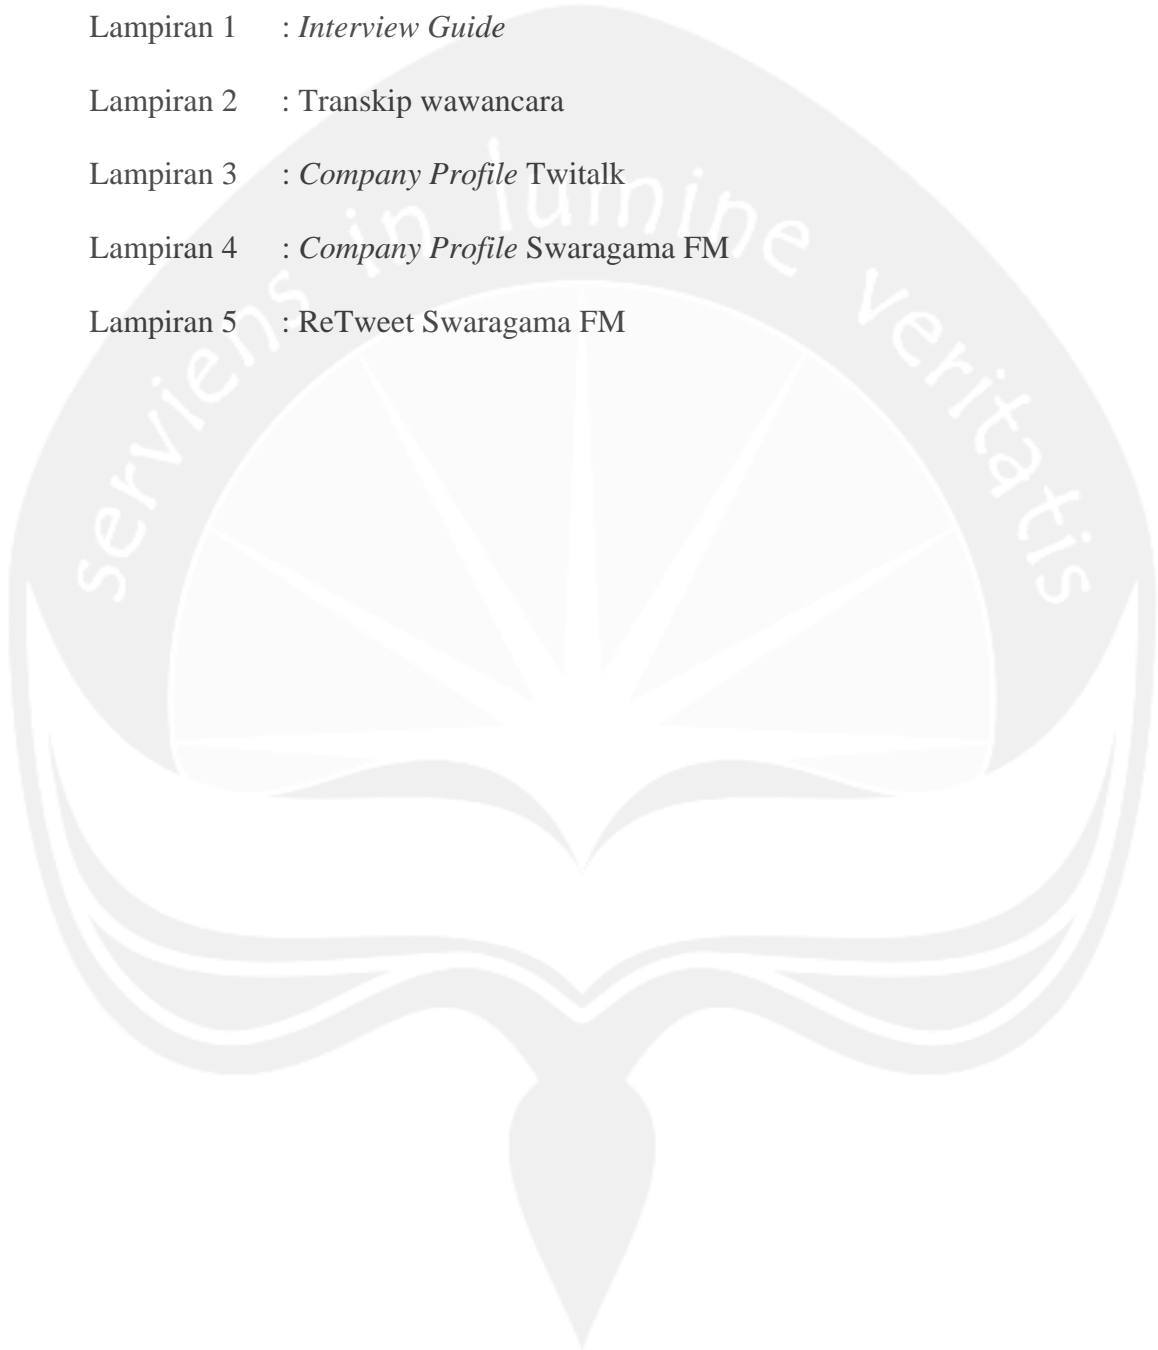 Lampiran 1 : Interview Guide
Lampiran 2 : Transkip wawancara
Lampiran 3 : Company Profile Twitalk
Lampiran 4 : Company Profile Swaragama FM
Lampiran 5 : ReTweet Swaragama FM
serviens in lumine veritatis